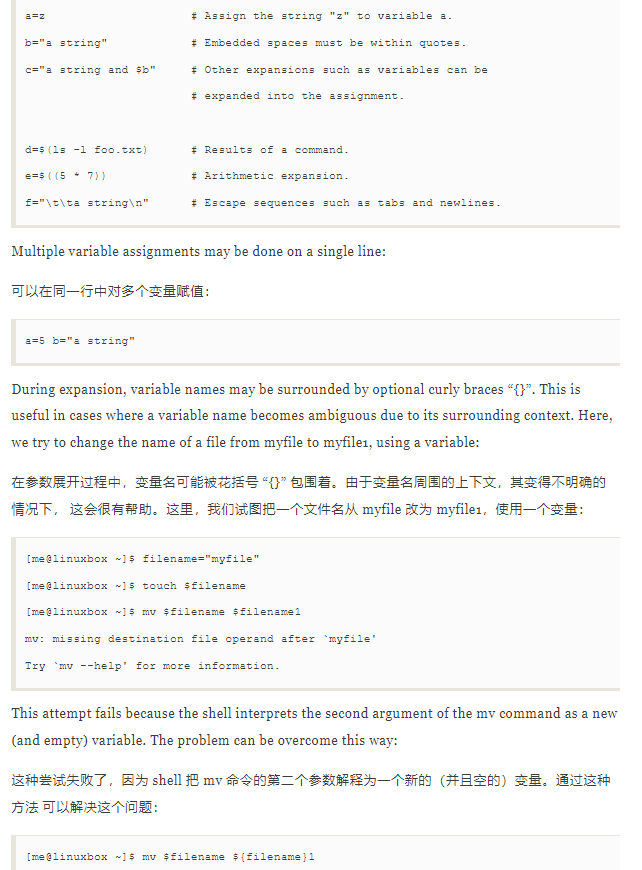 a=z # Assign the string "z" to variable a.
b="a string" # Embedded spaces must be within quotes.
c="a string and $b" # Other expansions such as variables can be
# expanded into the assignment.
d=$(ls -l foo.txt) # Results of a command.
e=$((5 * 7)) # Arithmetic expansion.
f="\t\ta string\n" # Escape sequences such as tabs and newlines.
Multiple variable assignments may be done on a single line:
可以在同一行中对多个变量赋值：
a=5 b="a string"
During expansion, variable names may be surrounded by optional curly braces “{}”. This is
useful in cases where a variable name becomes ambiguous due to its surrounding context. Here,
we try to change the name of a file from myfile to myfile1, using a variable:
在参数展开过程中，变量名可能被花括号 “{}” 包围着。由于变量名周围的上下文，其变得不明确的
情况下， 这会很有帮助。这里，我们试图把一个文件名从 myfile 改为 myfile1，使用一个变量：
[me@linuxbox ~]$ filename="myfile"
[me@linuxbox ~]$ touch $filename
[me@linuxbox ~]$ mv $filename $filename1
mv: missing destination file operand after `myfile'
Try `mv --help' for more information.
This attempt fails because the shell interprets the second argument of the mv command as a new
(and empty) variable. The problem can be overcome this way:
这种尝试失败了，因为 shell 把 mv 命令的第二个参数解释为一个新的（并且空的）变量。通过这种
方法 可以解决这个问题：
[me@linuxbox ~]$ mv $filename ${filename}1